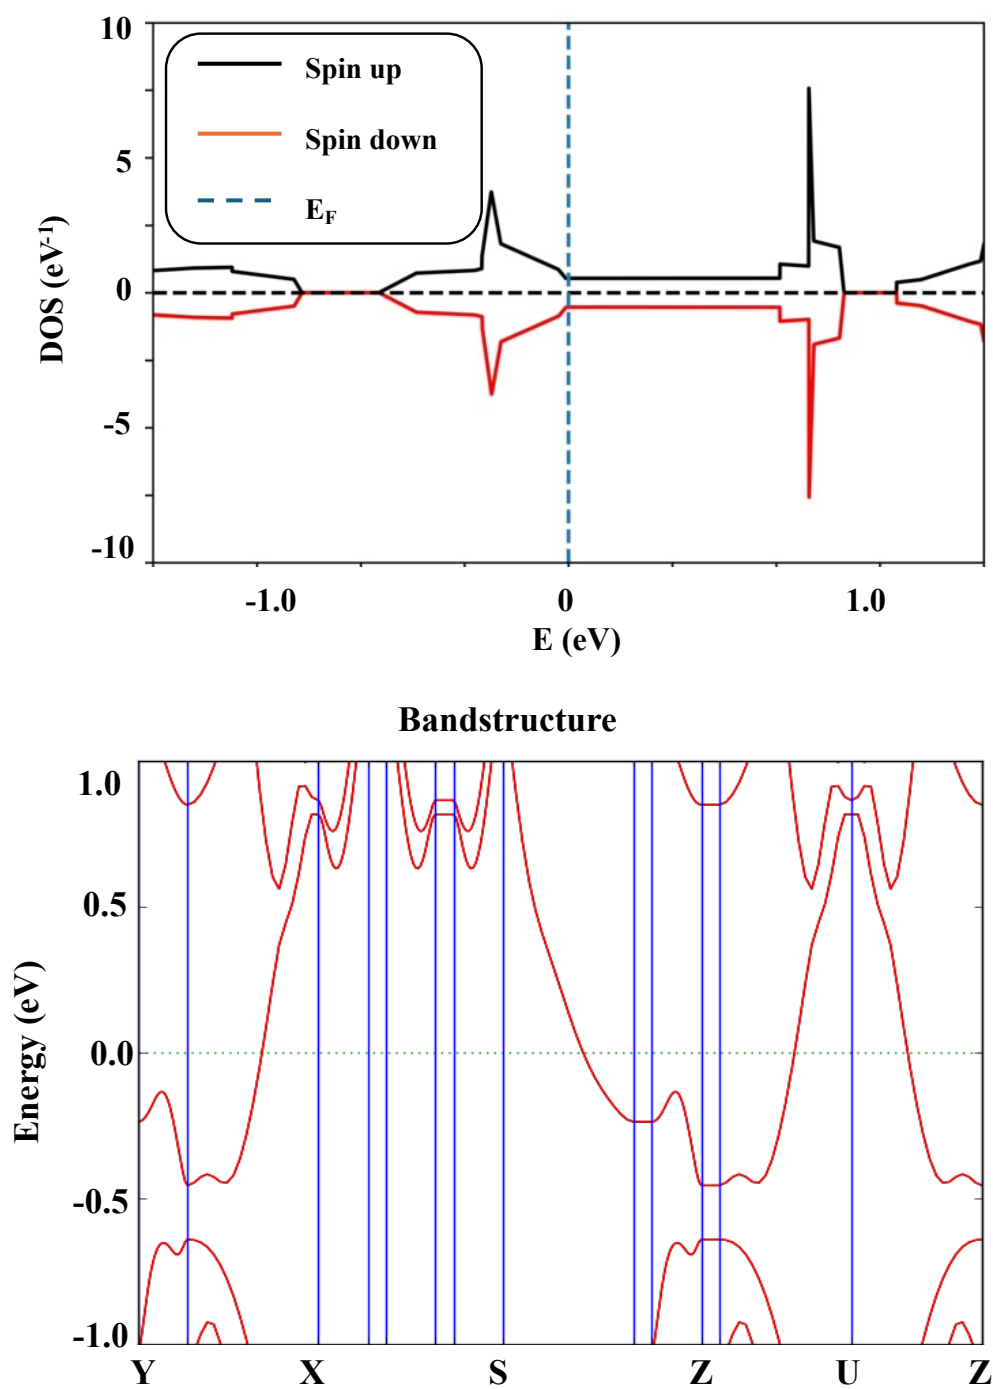 10
Spin up
5
Spin down
E_F
0
DOS (eV⁻¹)
-5
-10
-1.0 0 1.0
E (eV)
Bandstructure
1.0
0.5
0.0
Energy (eV)
-0.5
-1.0
Y X S Z U Z